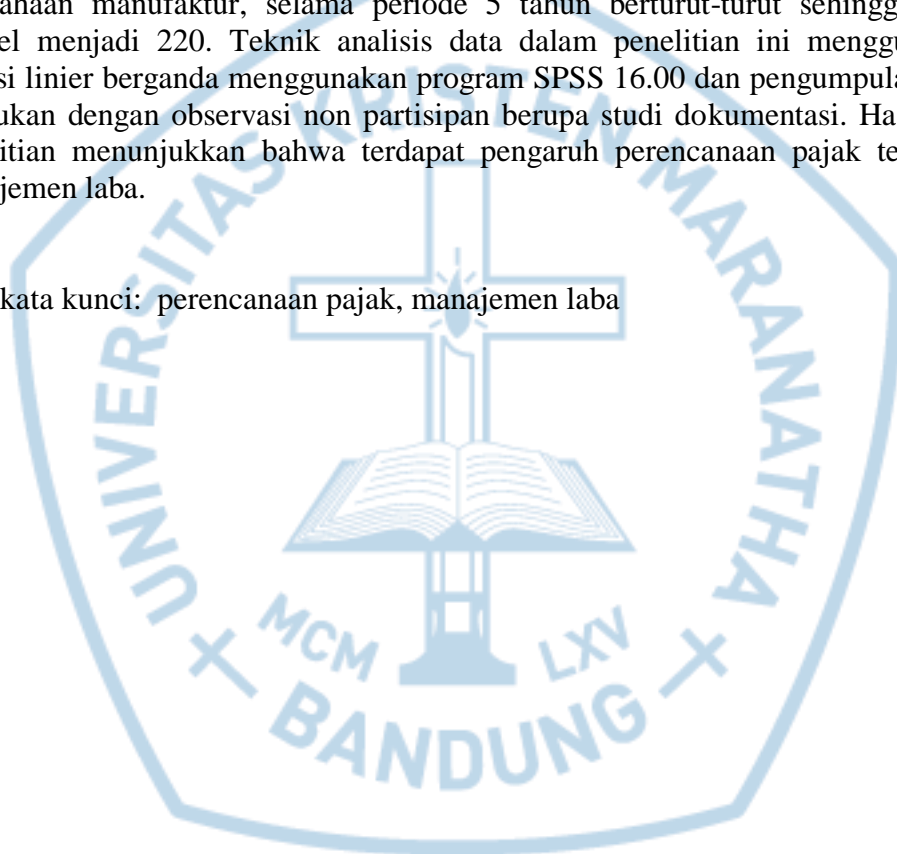 ahaan manufaktur, selama periode 5 tahun berturut-turut sehingg
el menjadi 220. Teknik analisis data dalam penelitian ini menggu
si linier berganda menggunakan program SPSS 16.00 dan pengumpula
ukan dengan observasi non partisipan berupa studi dokumentasi. Ha
itian menunjukkan bahwa terdapat pengaruh perencanaan pajak te
jemen laba.
kata kunci: perencanaan pajak, manajemen laba
UNIVERSITAS KRISTEN MARANATHA
MCM LXV
BANDUNG